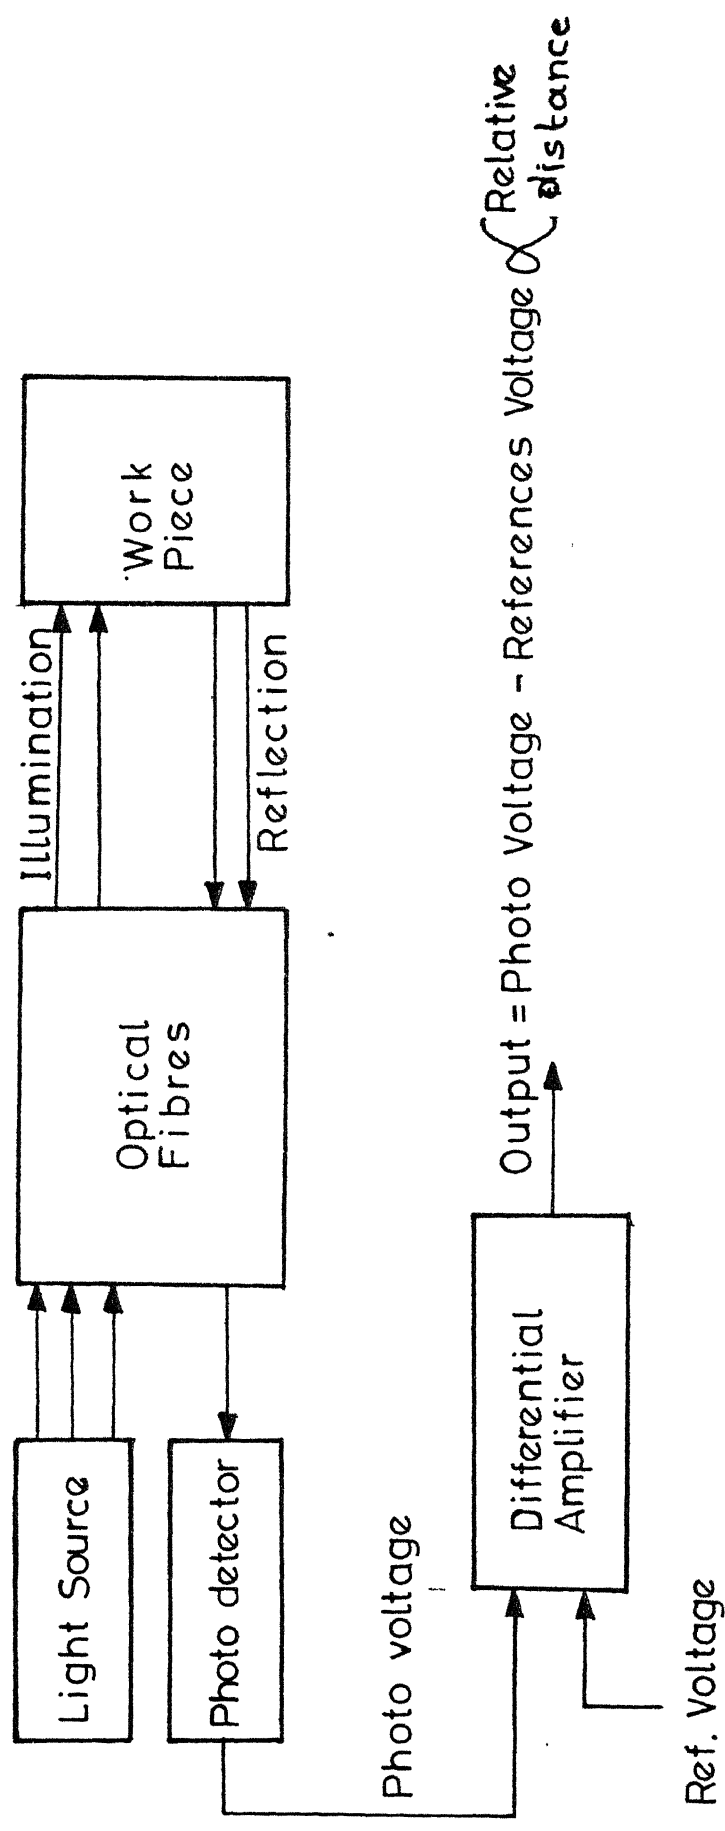 Light Source
Photo detector
Optical
Fibres
Illumination
Reflection
Work
Piece
Photo voltage
Ref. Voltage
Differential
Amplifier
Output = Photo Voltage - References Voltage ∝ Relative
distance